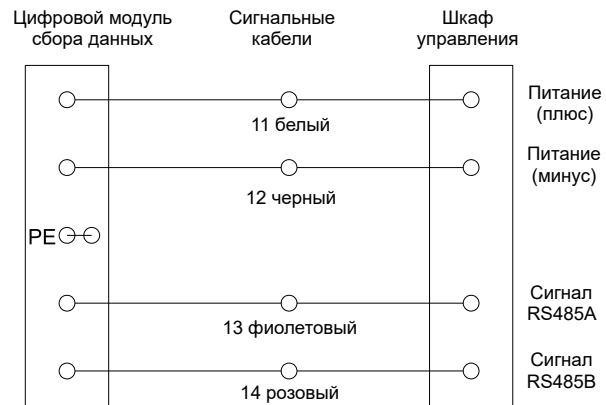 Цифровой модуль
сбора данных
Сигнальные
кабели
Шкаф
управления
Питание
(плюс)
11 белый
Питание
(минус)
12 черный
PE
Сигнал
RS485A
13 фиолетовый
Сигнал
RS485B
14 розовый